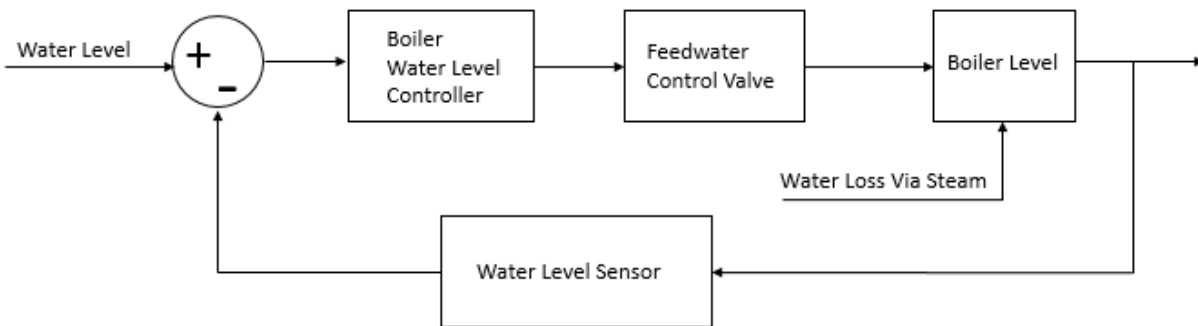 Water Level
+
-
Boiler
Water Level
Controller
Feedwater
Control Valve
Boiler Level
Water Loss Via Steam
Water Level Sensor